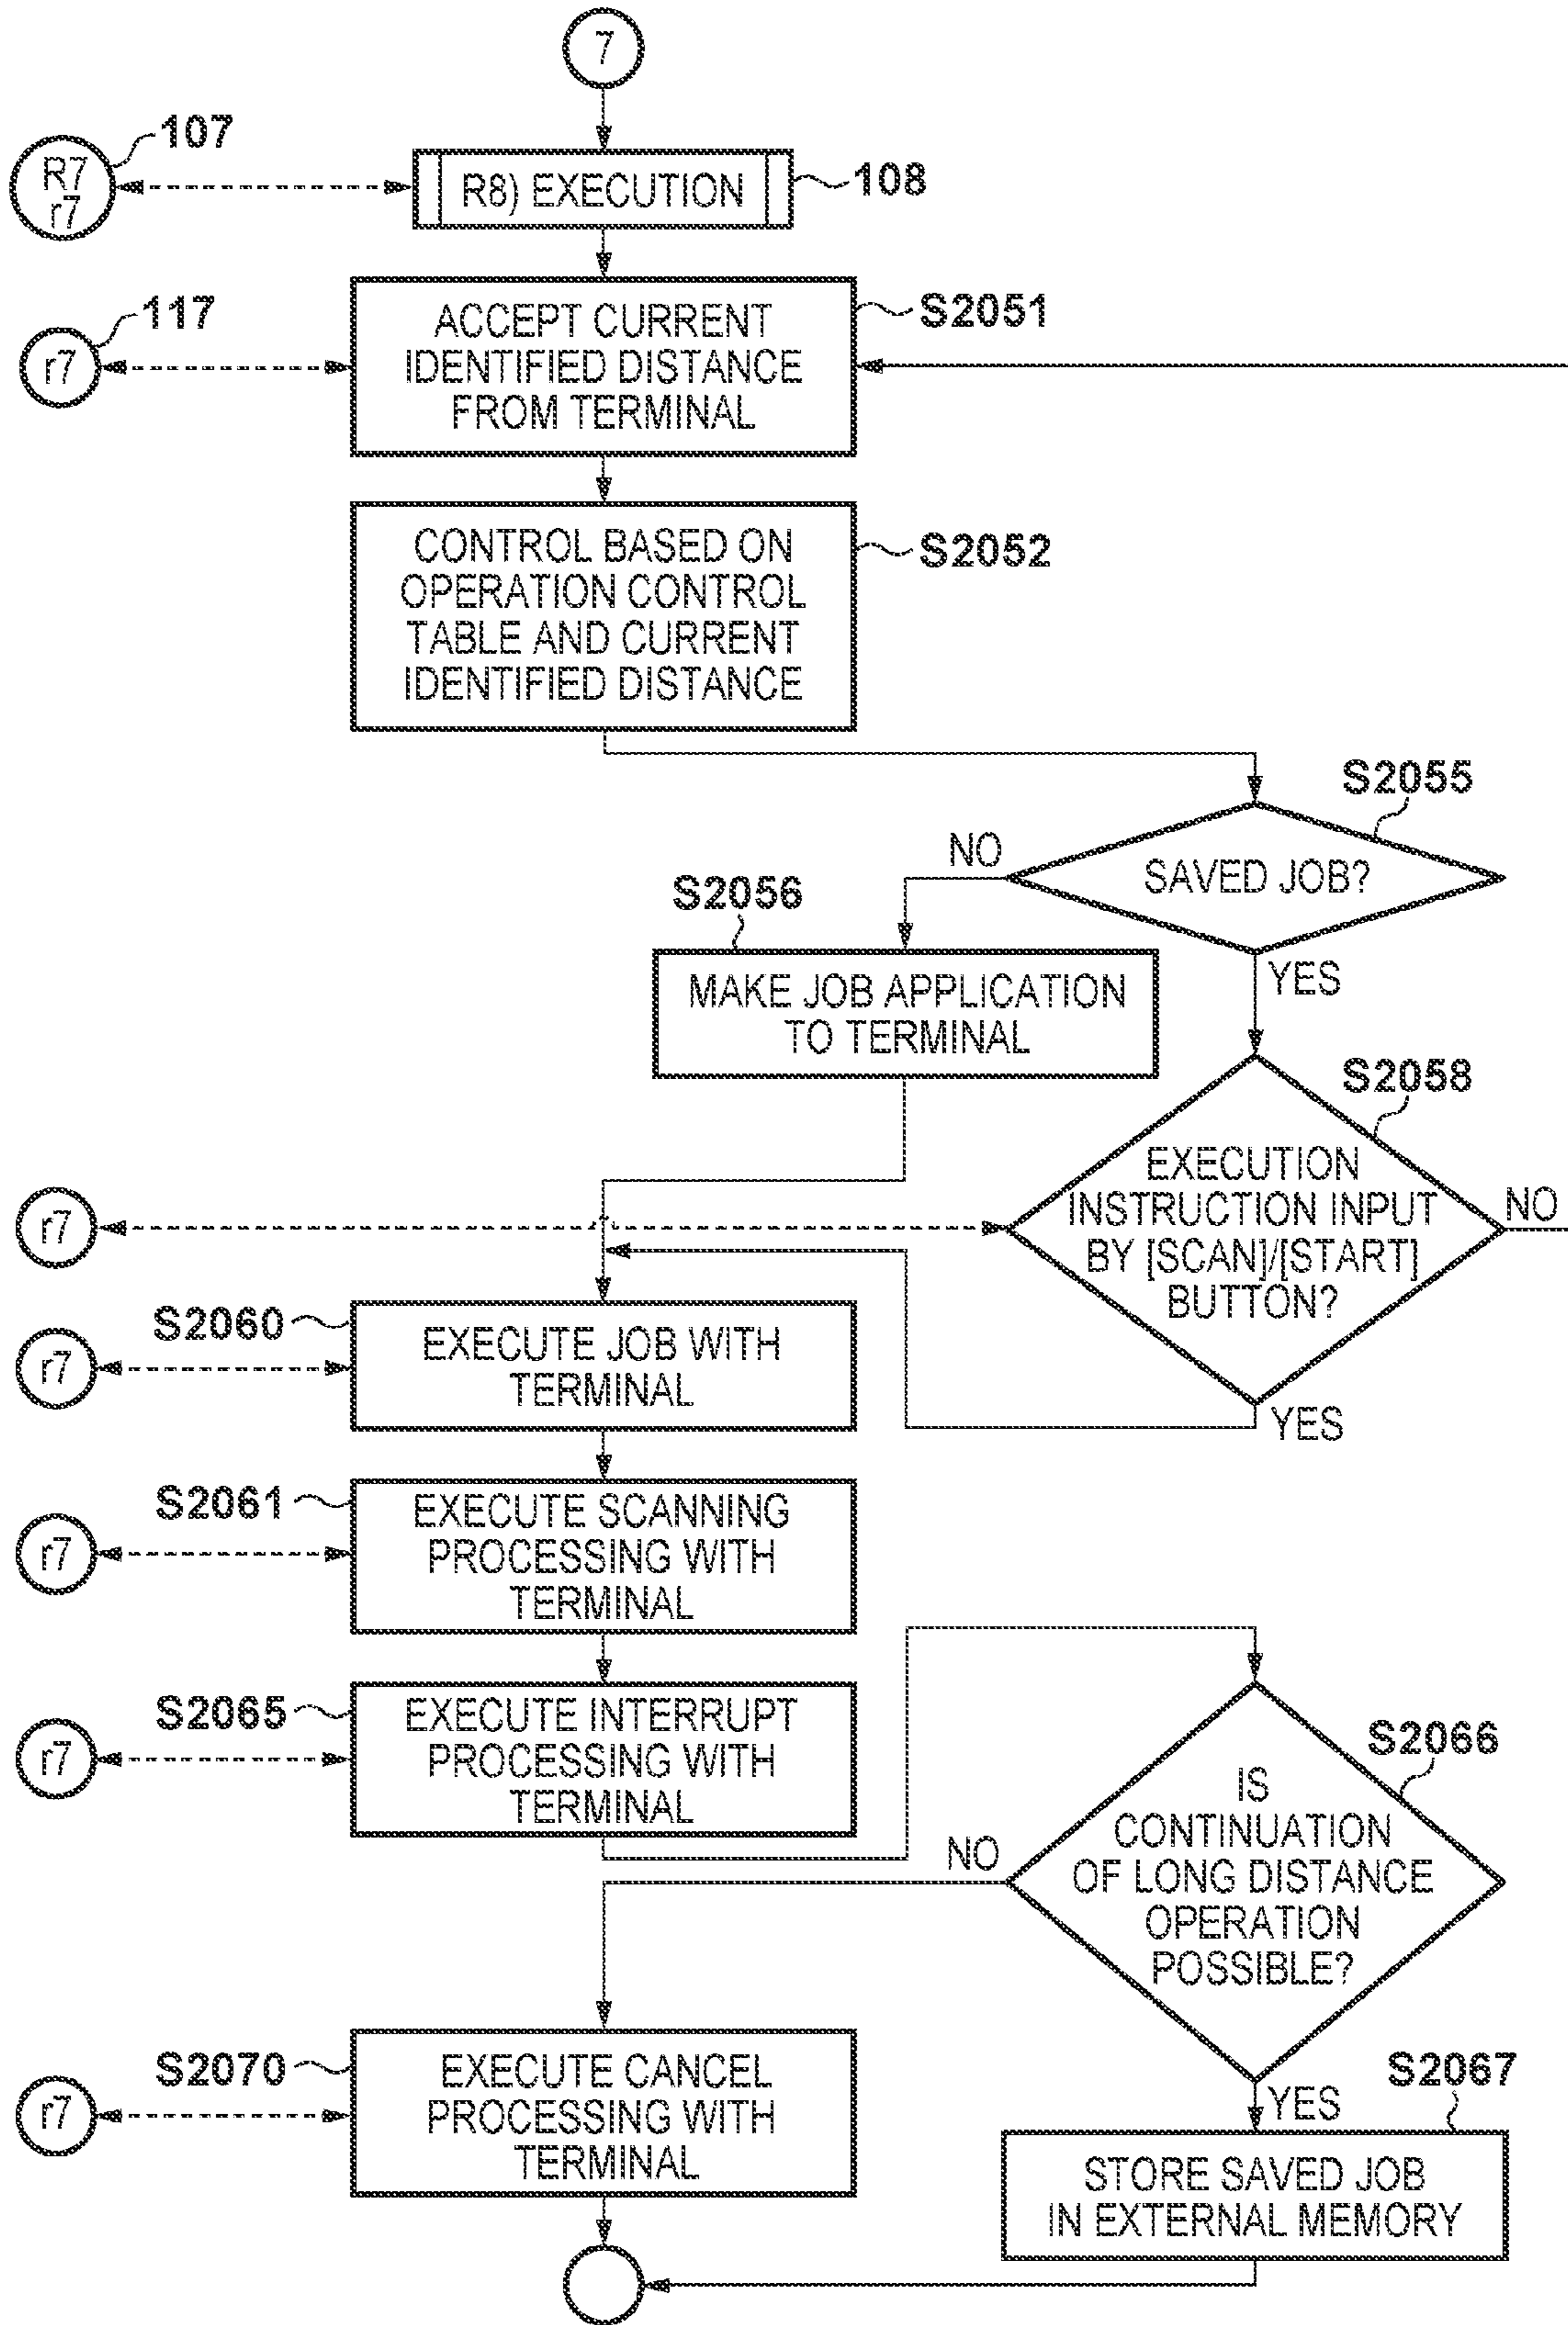 7
107
R7
r7
R8) EXECUTION
108
117
r7
ACCEPT CURRENT
IDENTIFIED DISTANCE
FROM TERMINAL
S2051
CONTROL BASED ON
OPERATION CONTROL
TABLE AND CURRENT
IDENTIFIED DISTANCE
S2052
S2055
SAVED JOB?
NO
YES
S2056
MAKE JOB APPLICATION
TO TERMINAL
S2058
EXECUTION
INSTRUCTION INPUT
BY [SCAN]/[START]
BUTTON?
NO
YES
r7
S2060
r7
EXECUTE JOB WITH
TERMINAL
S2061
r7
EXECUTE SCANNING
PROCESSING WITH
TERMINAL
S2065
r7
EXECUTE INTERRUPT
PROCESSING WITH
TERMINAL
S2066
IS
CONTINUATION
OF LONG DISTANCE
OPERATION
POSSIBLE?
NO
YES
S2070
r7
EXECUTE CANCEL
PROCESSING WITH
TERMINAL
S2067
STORE SAVED JOB
IN EXTERNAL MEMORY